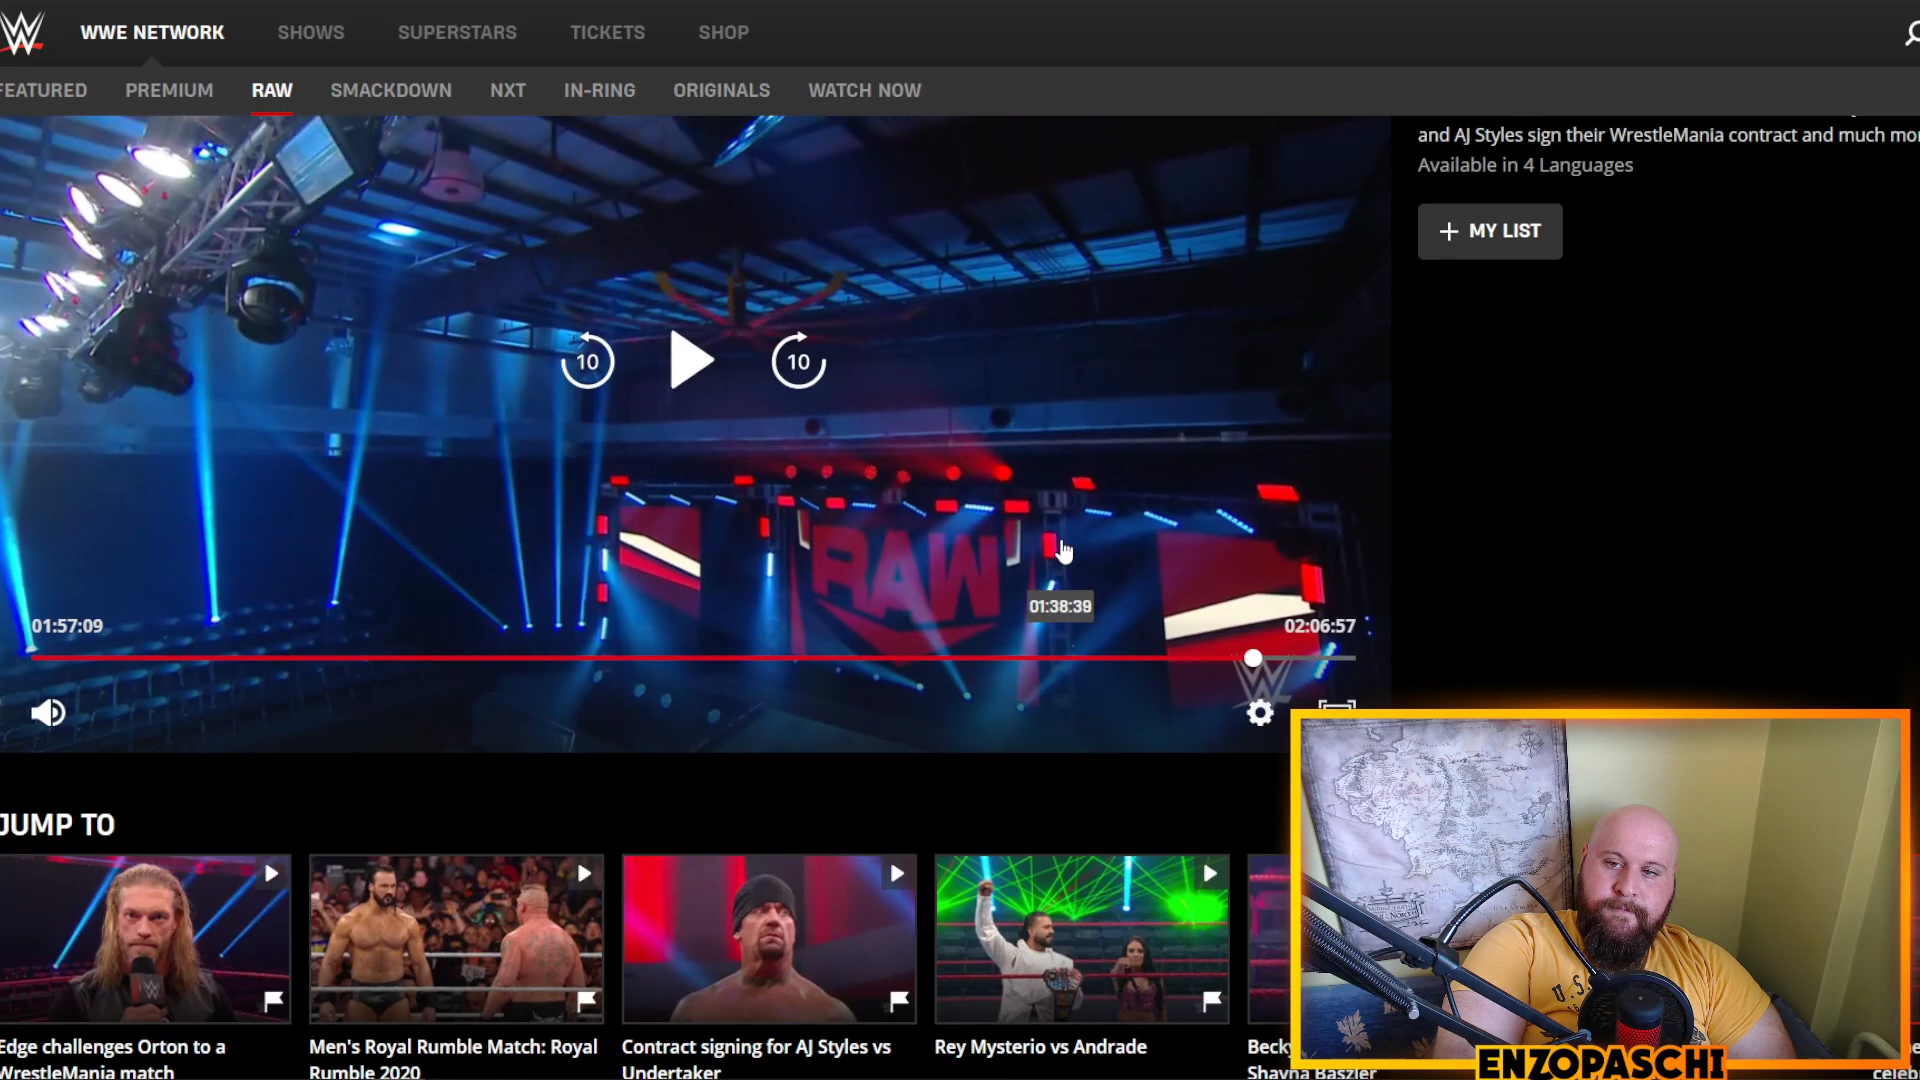 WWE NETWORK SHOWS SUPERSTARS TICKETS SHOP
FEATURED PREMIUM RAW SMACKDOWN NXT IN-RING ORIGINALS WATCH NOW
and AJ Styles sign their WrestleMania contract and much
Available in 4 Languages
+ MY LIST
10 10
RAW
01:38:39
01:57:09 02:06:57
JUMP TO
Edge challenges Orton to a
WrestleMania match
Men's Royal Rumble Match: Royal
Rumble 2020
Contract signing for AJ Styles vs
Undertaker
Rey Mysterio vs Andrade
Becky
Shayna Baszler
U.S.
ENZOPASCHI